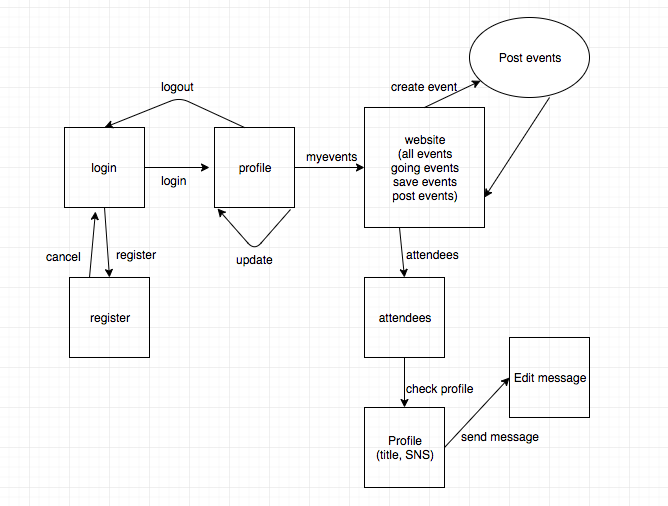 Post events
logout
create event
login
login
profile
myevents
website
(all events
going events
save events
post events)
cancel
register
update
attendees
register
attendees
check profile
Edit message
Profile
(title, SNS)
send message